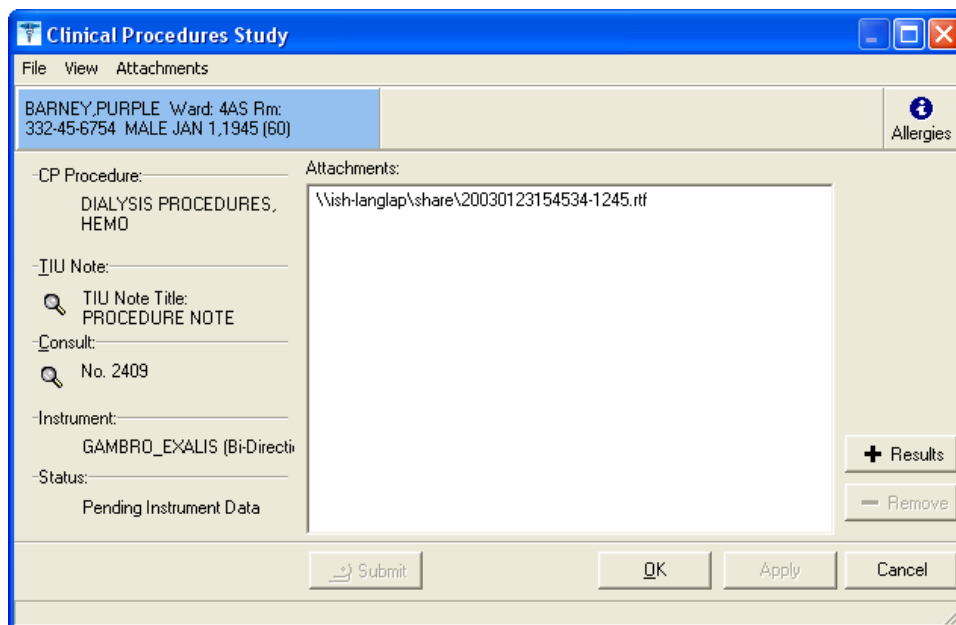 Clinical Procedures Study
File View Attachments
BARNEY,PURPLE Ward: 4AS Rm:
332-45-6754 MALE JAN 1,1945 (60)
Allergies
CP Procedure:
DIALYSIS PROCEDURES,
HEMO
TIU Note:
TIU Note Title:
PROCEDURE NOTE
Consult:
No. 2409
Instrument:
GAMBRO_EXALIS (Bi-Directi
Status:
Pending Instrument Data
Attachments:
\\ish-langlap\share\20030123154534-1245.rtf
Results
Remove
Submit
OK
Apply
Cancel